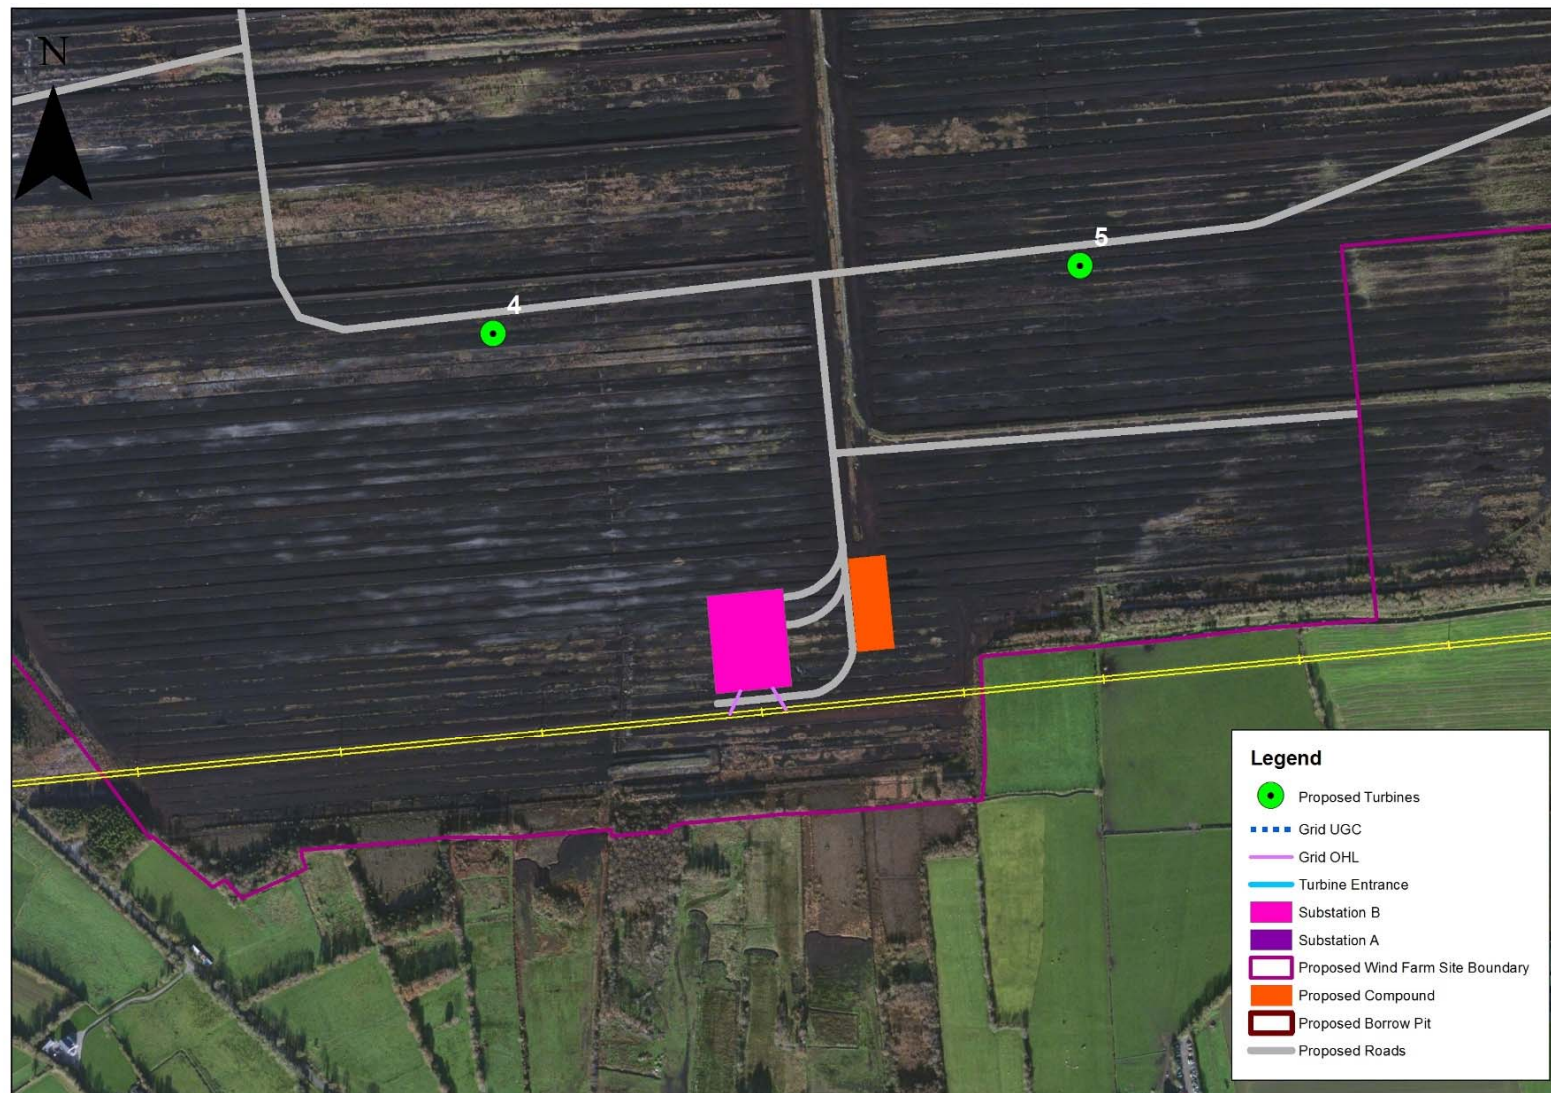 N
5
4
Legend
Proposed Turbines
Grid UGC
Grid OHL
Turbine Entrance
Substation B
Substation A
Proposed Wind Farm Site Boundary
Proposed Compound
Proposed Borrow Pit
Proposed Roads